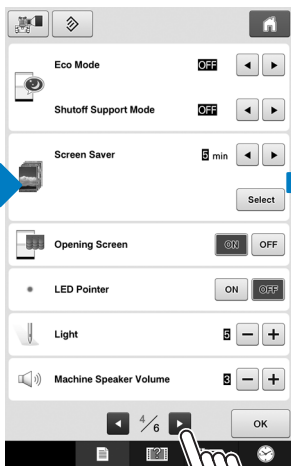 Eco Mode OFF
Shutoff Support Mode OFF
Screen Saver 5 min
Select
Opening Screen ON OFF
LED Pointer ON OFF
Light 5 − +
Machine Speaker Volume 3 − +
4/6 OK
?